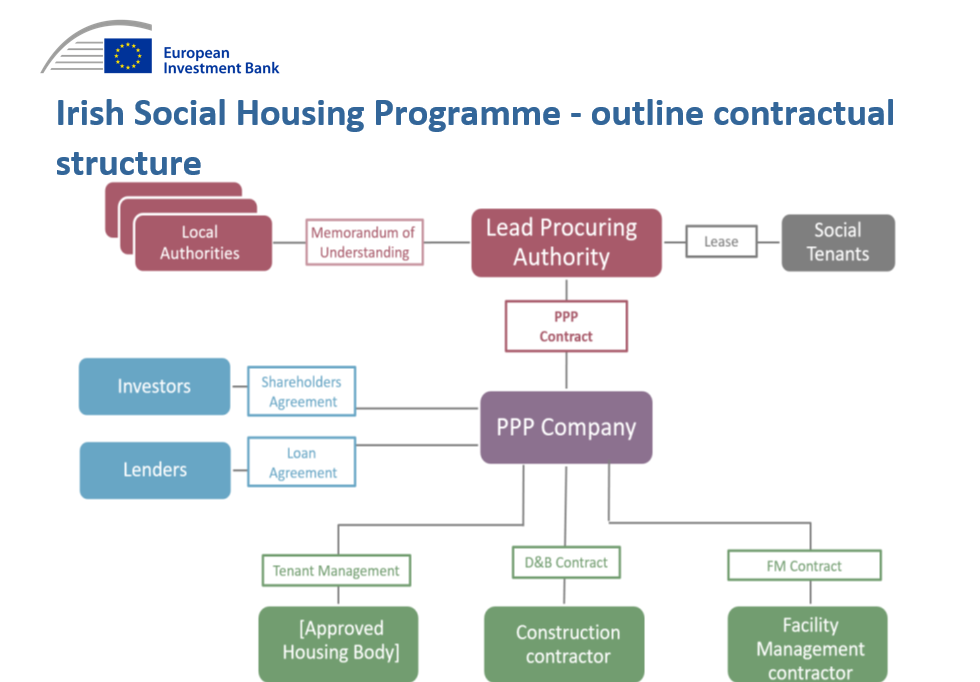 European
Investment Bank
Irish Social Housing Programme - outline contractual
structure
Local
Authorities
Memorandum of
Understanding
Lead Procuring
Authority
Lease
Social
Tenants
PPP
Contract
Investors
Shareholders
Agreement
PPP Company
Lenders
Loan
Agreement
Tenant Management
D&B Contract
FM Contract
[Approved
Housing Body]
Construction
contractor
Facility
Management
contractor